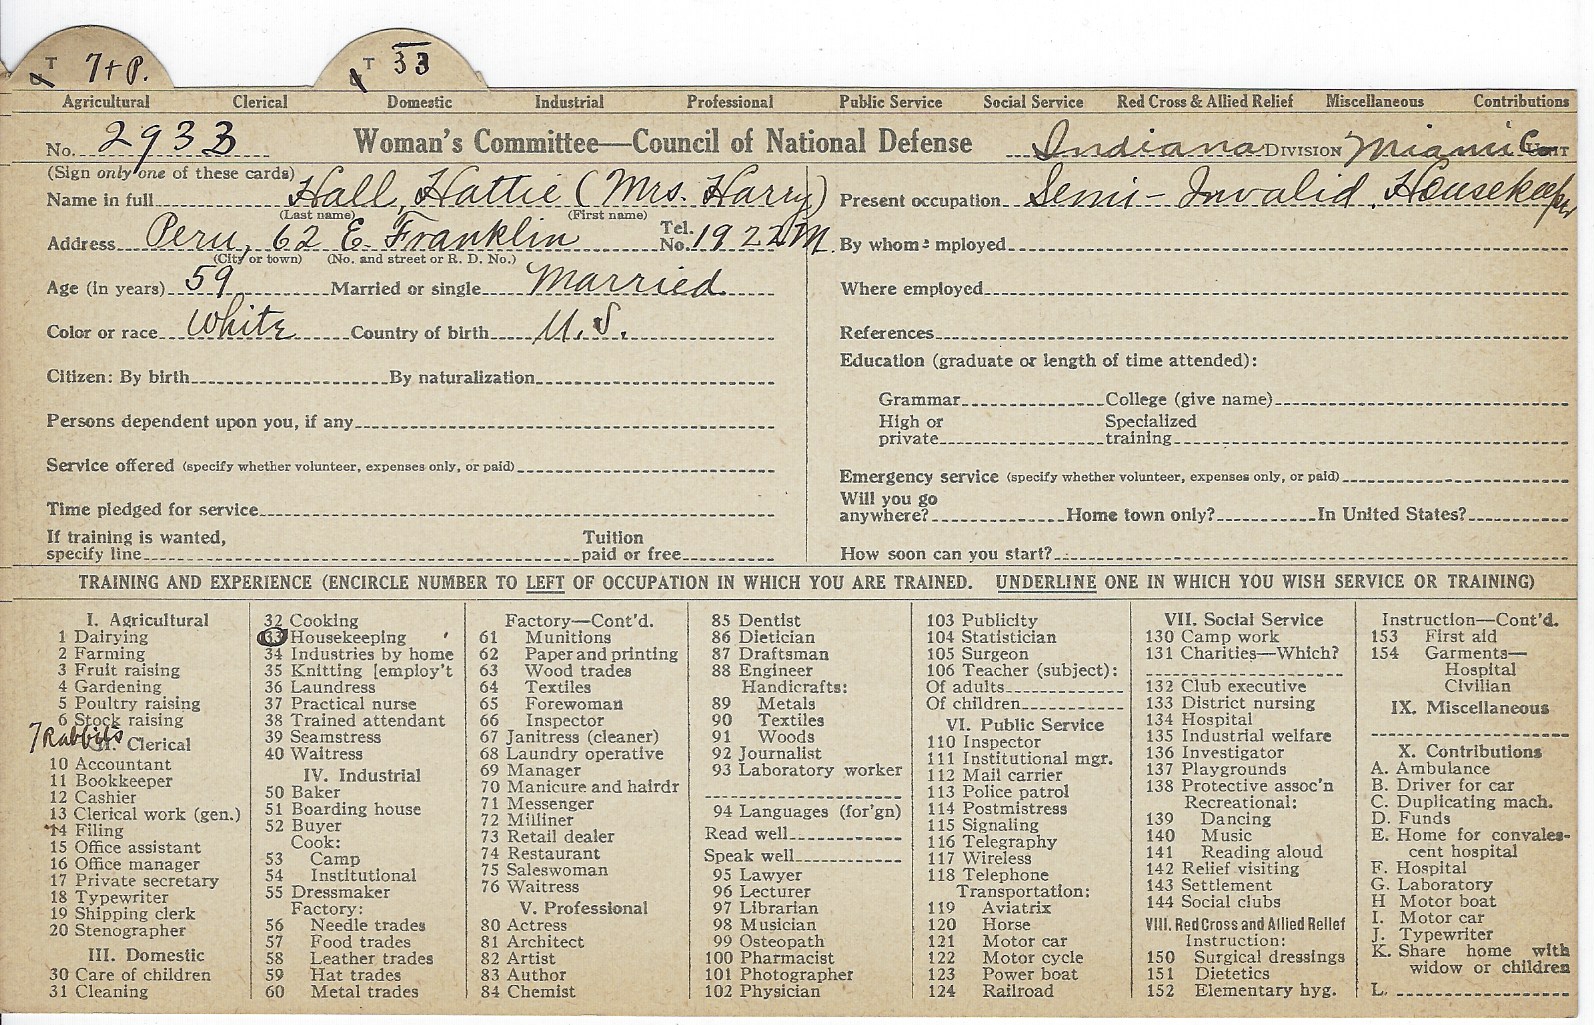 T 7+P. T 33
Agricultural Clerical Domestic Industrial Professional Public Service Social Service Red Cross & Allied Relief Miscellaneous Contributions
No. 2933 Woman's Committee—Council of National Defense Indiana DIVISION Miami Co. UNIT
(Sign only one of these cards)
Name in full Hall, Hattie (Mrs. Harry)
(Last name) (First name)
Address Peru, 62 E. Franklin Tel. No. 1922 M.
(City or town) (No. and street or R. D. No.)
Age (in years) 59 Married or single Married
Color or race White Country of birth U.S.
Citizen: By birth By naturalization
Persons dependent upon you, if any
Service offered (specify whether volunteer, expenses only, or paid)
Time pledged for service
If training is wanted,
specify line Tuition paid or free
Present occupation Semi-Invalid. Housekeeper
By whom employed
Where employed
References
Education (graduate or length of time attended):
Grammar College (give name)
High or private Specialized training
Emergency service (specify whether volunteer, expenses only, or paid)
Will you go
anywhere? Home town only? In United States?
How soon can you start?
TRAINING AND EXPERIENCE (ENCIRCLE NUMBER TO LEFT OF OCCUPATION IN WHICH YOU ARE TRAINED. UNDERLINE ONE IN WHICH YOU WISH SERVICE OR TRAINING)
I. Agricultural
1 Dairying
2 Farming
3 Fruit raising
4 Gardening
5 Poultry raising
6 Stock raising
7 Rabbits
II. Clerical
10 Accountant
11 Bookkeeper
12 Cashier
13 Clerical work (gen.)
14 Filing
15 Office assistant
16 Office manager
17 Private secretary
18 Typewriter
19 Shipping clerk
20 Stenographer
III. Domestic
30 Care of children
31 Cleaning
32 Cooking
33 Housekeeping
34 Industries by home
35 Knitting [employ't
36 Laundress
37 Practical nurse
38 Trained attendant
39 Seamstress
40 Waitress
IV. Industrial
50 Baker
51 Boarding house
52 Buyer
Cook:
53 Camp
54 Institutional
55 Dressmaker
Factory:
56 Needle trades
57 Food trades
58 Leather trades
59 Hat trades
60 Metal trades
Factory—Cont'd.
61 Munitions
62 Paper and printing
63 Wood trades
64 Textiles
65 Forewoman
66 Inspector
67 Janitress (cleaner)
68 Laundry operative
69 Manager
70 Manicure and hairdr
71 Messenger
72 Milliner
73 Retail dealer
74 Restaurant
75 Saleswoman
76 Waitress
V. Professional
80 Actress
81 Architect
82 Artist
83 Author
84 Chemist
85 Dentist
86 Dietician
87 Draftsman
88 Engineer
Handicrafts:
89 Metals
90 Textiles
91 Woods
92 Journalist
93 Laboratory worker
94 Languages (for'gn)
Read well
Speak well
95 Lawyer
96 Lecturer
97 Librarian
98 Musician
99 Osteopath
100 Pharmacist
101 Photographer
102 Physician
103 Publicity
104 Statistician
105 Surgeon
106 Teacher (subject):
Of adults
Of children
VI. Public Service
110 Inspector
111 Institutional mgr.
112 Mail carrier
113 Police patrol
114 Postmistress
115 Signaling
116 Telegraphy
117 Wireless
118 Telephone
Transportation:
119 Aviatrix
120 Horse
121 Motor car
122 Motor cycle
123 Power boat
124 Railroad
VII. Social Service
130 Camp work
131 Charities—Which?
132 Club executive
133 District nursing
134 Hospital
135 Industrial welfare
136 Investigator
137 Playgrounds
138 Protective assoc'n
Recreational:
139 Dancing
140 Music
141 Reading aloud
142 Relief visiting
143 Settlement
144 Social clubs
VIII. Red Cross and Allied Relief
Instruction:
150 Surgical dressings
151 Dietetics
152 Elementary hyg.
Instruction—Cont'd.
153 First aid
154 Garments—
Hospital
Civilian
IX. Miscellaneous
X. Contributions
A. Ambulance
B. Driver for car
C. Duplicating mach.
D. Funds
E. Home for convales-
cent hospital
F. Hospital
G. Laboratory
H Motor boat
I. Motor car
J. Typewriter
K. Share home with
widow or children
L.